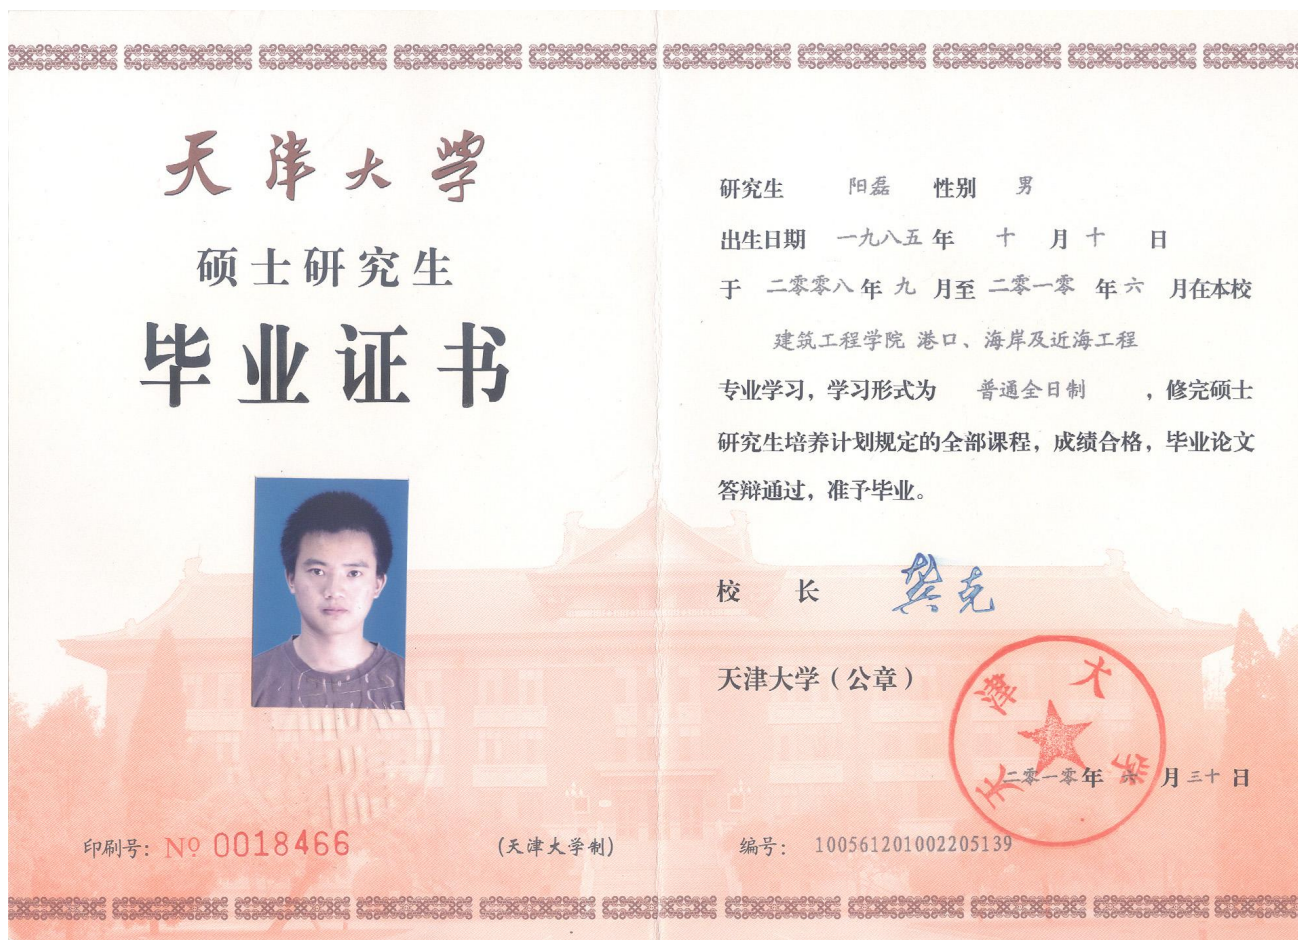 天津大学
硕士研究生
毕业证书
印刷号: № 0018466
(天津大学制)
研究生 阳磊 性别 男
出生日期 一九八五 年 十 月 十 日
于 二零零八 年 九 月至 二零一零 年 六 月在本校
建筑工程学院 港口、海岸及近海工程
专业学习，学习形式为 普通全日制 ，修完硕士
研究生培养计划规定的全部课程，成绩合格，毕业论文
答辩通过，准予毕业。
校 长 龚克
天津大学（公章）
天津大学
二零一零 年 六 月 三十 日
编号: 100561201002205139